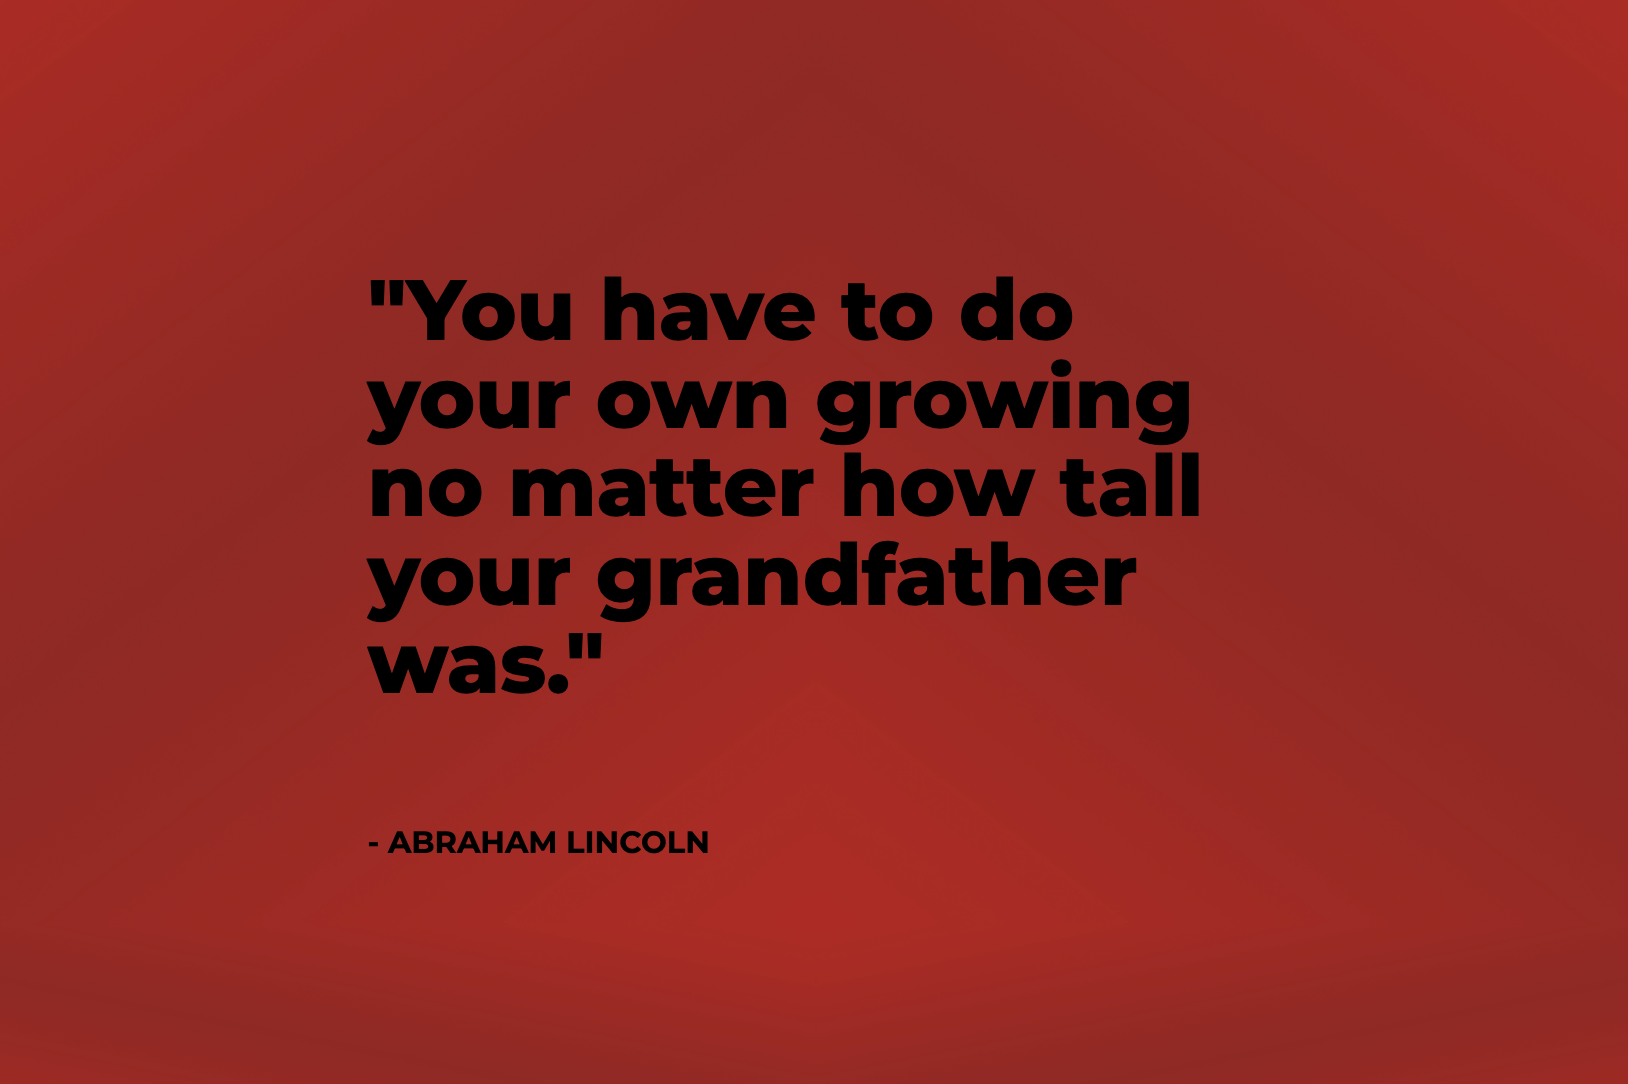 "You have to do
your own growing
no matter how tall
your grandfather
was."
- ABRAHAM LINCOLN